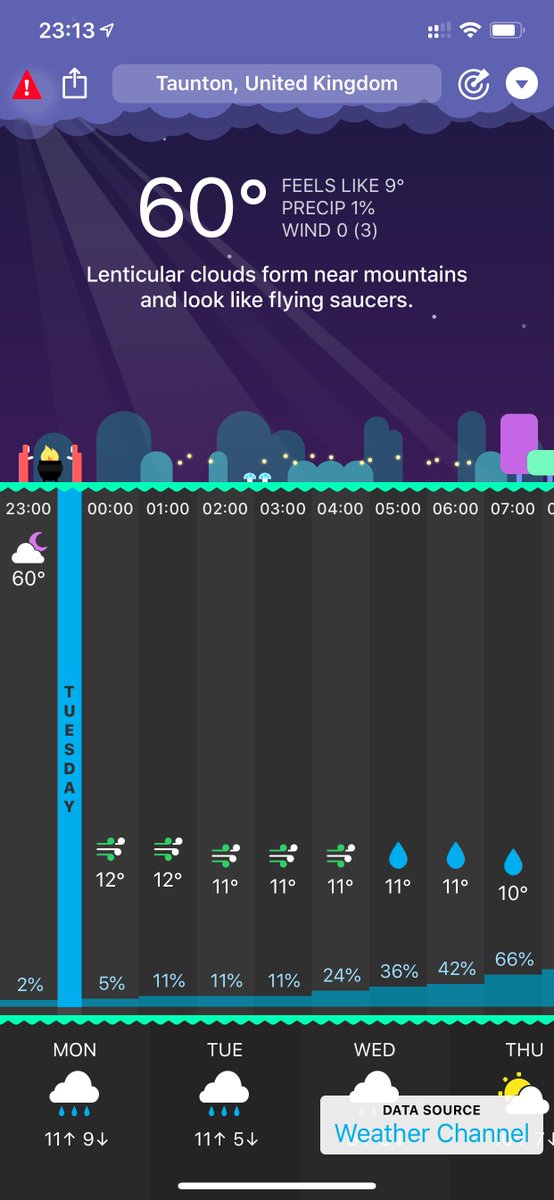 23:13
Taunton, United Kingdom
60°
FEELS LIKE 9°
PRECIP 1%
WIND 0 (3)
Lenticular clouds form near mountains
and look like flying saucers.
23:00 00:00 01:00 02:00 03:00 04:00 05:00 06:00 07:00
60°
TUESDAY
12° 12° 11° 11° 11° 11° 11° 10°
2% 5% 11% 11% 11% 24% 36% 42% 66%
MON TUE WED THU
11↑ 9↓ 11↑ 5↓
DATA SOURCE
Weather Channel